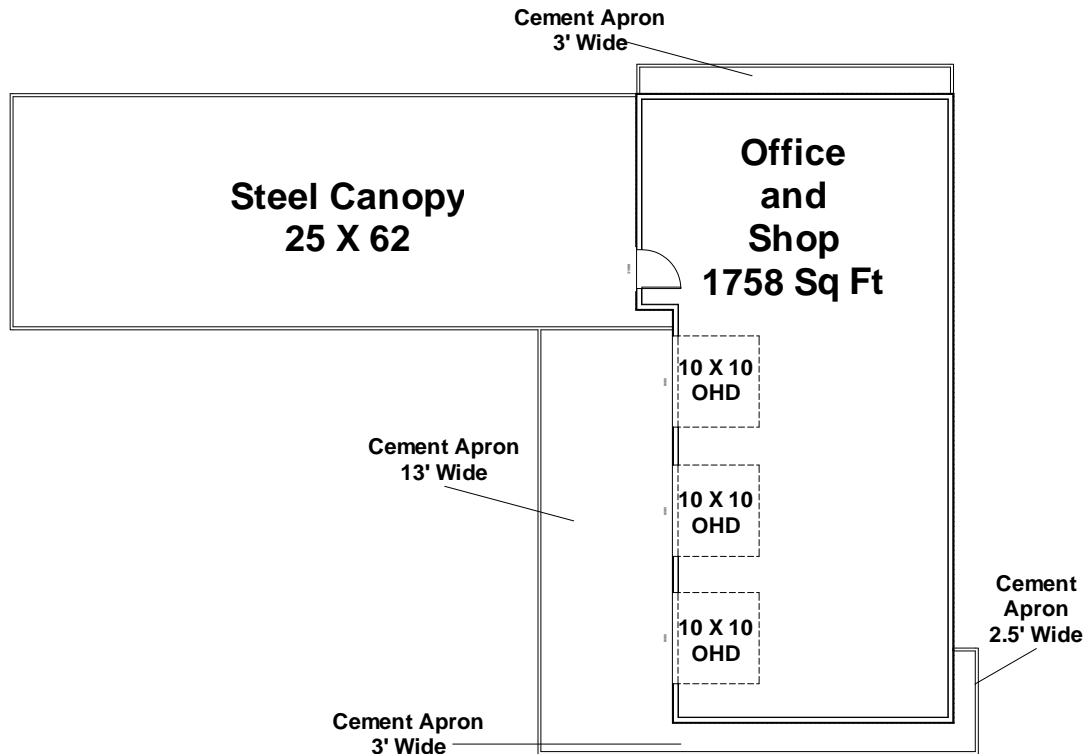 Cement Apron
3' Wide
Steel Canopy
25 X 62
Office
and
Shop
1758 Sq Ft
10 X 10
OHD
Cement Apron
13' Wide
10 X 10
OHD
Cement
Apron
2.5' Wide
10 X 10
OHD
Cement Apron
3' Wide